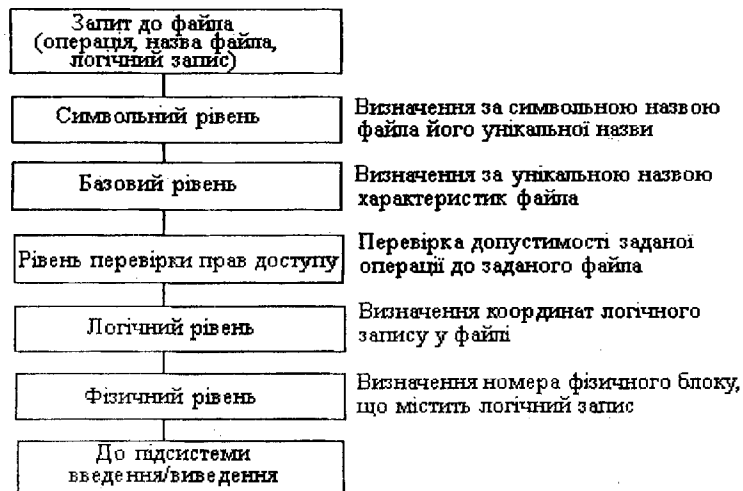 Запит до файла
(операція, назва файла,
логічний запис)
Символьний рівень
Визначення за символьною назвою
файла його унікальної назви
Базовий рівень
Визначення за унікальною назвою
характеристик файла
Рівень перевірки прав доступу
Перевірка допустимості заданої
операції до заданого файла
Логічний рівень
Визначення координат логічного
запису у файлі
Фізичний рівень
Визначення номера фізичного блоку,
що містить логічний запис
До підсистеми
введення/виведення